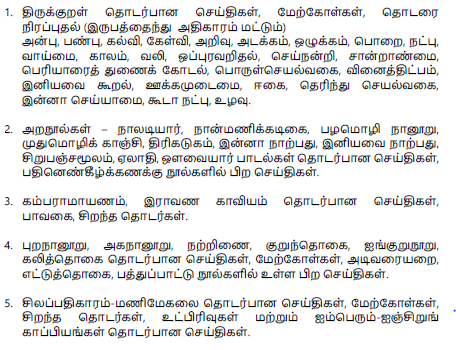 1. திருக்குறள் தொடர்பான செய்திகள், மேற்கோள்கள், தொடரை
நிரப்புதல் (இருபத்தைந்து அதிகாரம் மட்டும்)
அன்பு, பண்பு, கல்வி, கேள்வி, அறிவு, அடக்கம், ஒழுக்கம், பொறை, நட்பு,
வாய்மை, காலம், வலி, ஒப்புரவறிதல், செய்நன்றி, சான்றாண்மை,
பெரியாரைத் துணைக் கோடல், பொருள்செயல்வகை, வினைத்திட்பம்,
இனியவை கூறல், ஊக்கமுடைமை, ஈகை, தெரிந்து செயல்வகை,
இன்னா செய்யாமை, கூடா நட்பு, உழவு.
2. அறநூல்கள் – நாலடியார், நான்மணிக்கடிகை, பழமொழி நானூறு,
முதுமொழிக் காஞ்சி, திரிகடுகம், இன்னா நாற்பது, இனியவை நாற்பது,
சிறுபஞ்சமூலம், ஏலாதி, ஔவையார் பாடல்கள் தொடர்பான செய்திகள்,
பதினெண்கீழ்க்கணக்கு நூல்களில் பிற செய்திகள்.
3. கம்பராமாயணம், இராவண காவியம் தொடர்பான செய்திகள்,
பாவகை, சிறந்த தொடர்கள்.
4. புறநானூறு, அகநானூறு, நற்றிணை, குறுந்தொகை, ஐங்குறுநூறு,
கலித்தொகை தொடர்பான செய்திகள், மேற்கோள்கள், அடிவரையறை,
எட்டுத்தொகை, பத்துப்பாட்டு நூல்களில் உள்ள பிற செய்திகள்.
5. சிலப்பதிகாரம்-மணிமேகலை தொடர்பான செய்திகள், மேற்கோள்கள்,
சிறந்த தொடர்கள், உட்பிரிவுகள் மற்றும் ஐம்பெரும்-ஐஞ்சிறுங்
காப்பியங்கள் தொடர்பான செய்திகள்.